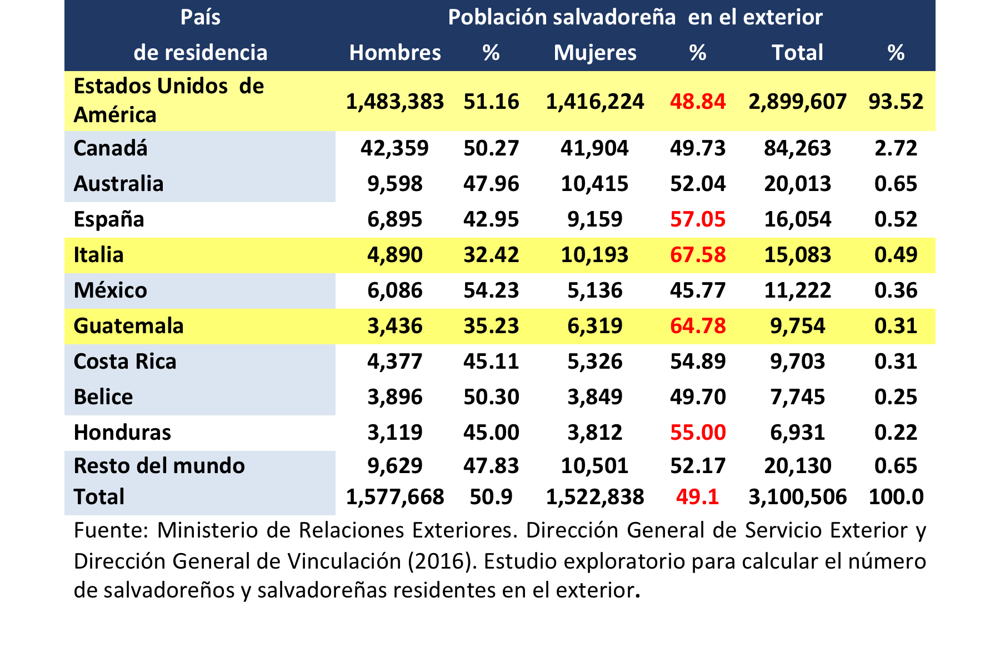 País Población salvadoreña en el exterior
de residencia Hombres % Mujeres % Total %
Estados Unidos de
América 1,483,383 51.16 1,416,224 48.84 2,899,607 93.52
Canadá 42,359 50.27 41,904 49.73 84,263 2.72
Australia 9,598 47.96 10,415 52.04 20,013 0.65
España 6,895 42.95 9,159 57.05 16,054 0.52
Italia 4,890 32.42 10,193 67.58 15,083 0.49
México 6,086 54.23 5,136 45.77 11,222 0.36
Guatemala 3,436 35.23 6,319 64.78 9,754 0.31
Costa Rica 4,377 45.11 5,326 54.89 9,703 0.31
Belice 3,896 50.30 3,849 49.70 7,745 0.25
Honduras 3,119 45.00 3,812 55.00 6,931 0.22
Resto del mundo 9,629 47.83 10,501 52.17 20,130 0.65
Total 1,577,668 50.9 1,522,838 49.1 3,100,506 100.0
Fuente: Ministerio de Relaciones Exteriores. Dirección General de Servicio Exterior y
Dirección General de Vinculación (2016). Estudio exploratorio para calcular el número
de salvadoreños y salvadoreñas residentes en el exterior.